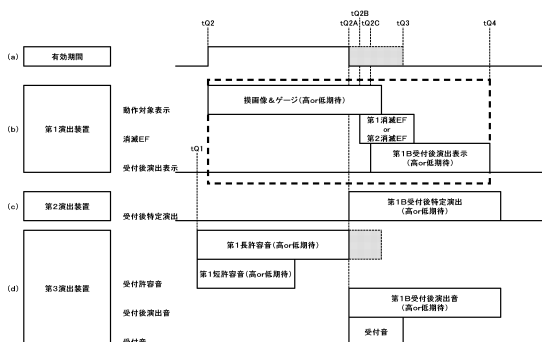 tQ2
tQ2B
tQ2A
tQ2C
tQ3
tQ4
(a)
有効期間
(b)
第1演出装置
動作対象表示
模画像&ゲージ(高or低期待)
消滅EF
第1消滅EF
or
第2消滅EF
受付後演出表示
第1B受付後演出表示
(高or低期待)
tQ1
(c)
第2演出装置
受付後特定演出
第1B受付後特定演出
(高or低期待)
(d)
第3演出装置
第1長許容音(高or低期待)
受付許容音
第1短許容音(高or低期待)
受付後演出音
第1B受付後演出音
(高or低期待)
受付音
受付音